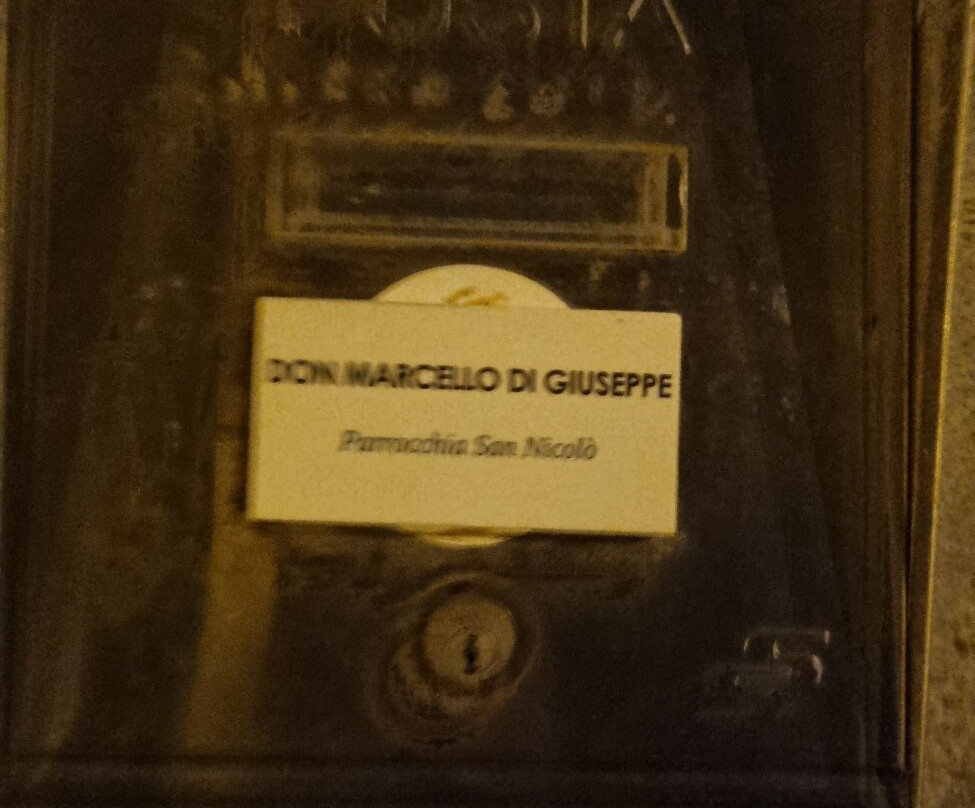 DON MARCELLO DI GIUSEPPE
Parrocchia San Nicolò